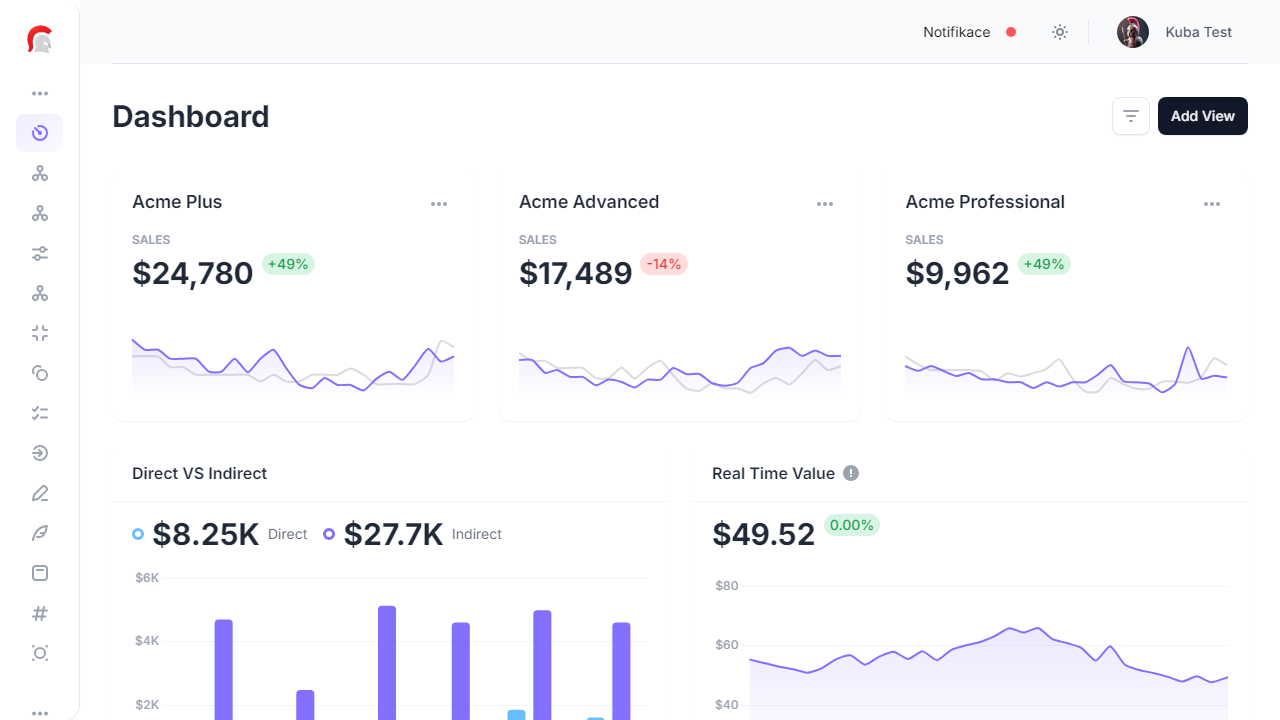 Notifikace
Kuba Test
Dashboard
Add View
Acme Plus
SALES
$24,780 +49%
Acme Advanced
SALES
$17,489 -14%
Acme Professional
SALES
$9,962 +49%
Direct VS Indirect
$8.25K Direct $27.7K Indirect
$6K
$4K
$2K
Real Time Value
$49.52 0.00%
$80
$60
$40